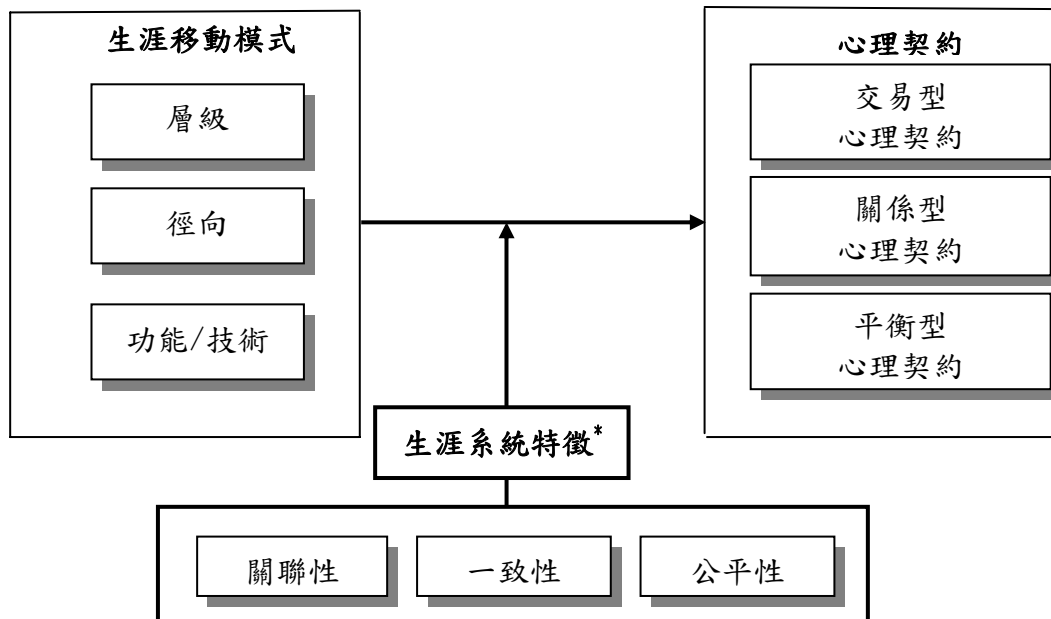 生涯移動模式
層級
徑向
功能/技術
心理契約
交易型
心理契約
關係型
心理契約
平衡型
心理契約
生涯系統特徵*
關聯性
一致性
公平性